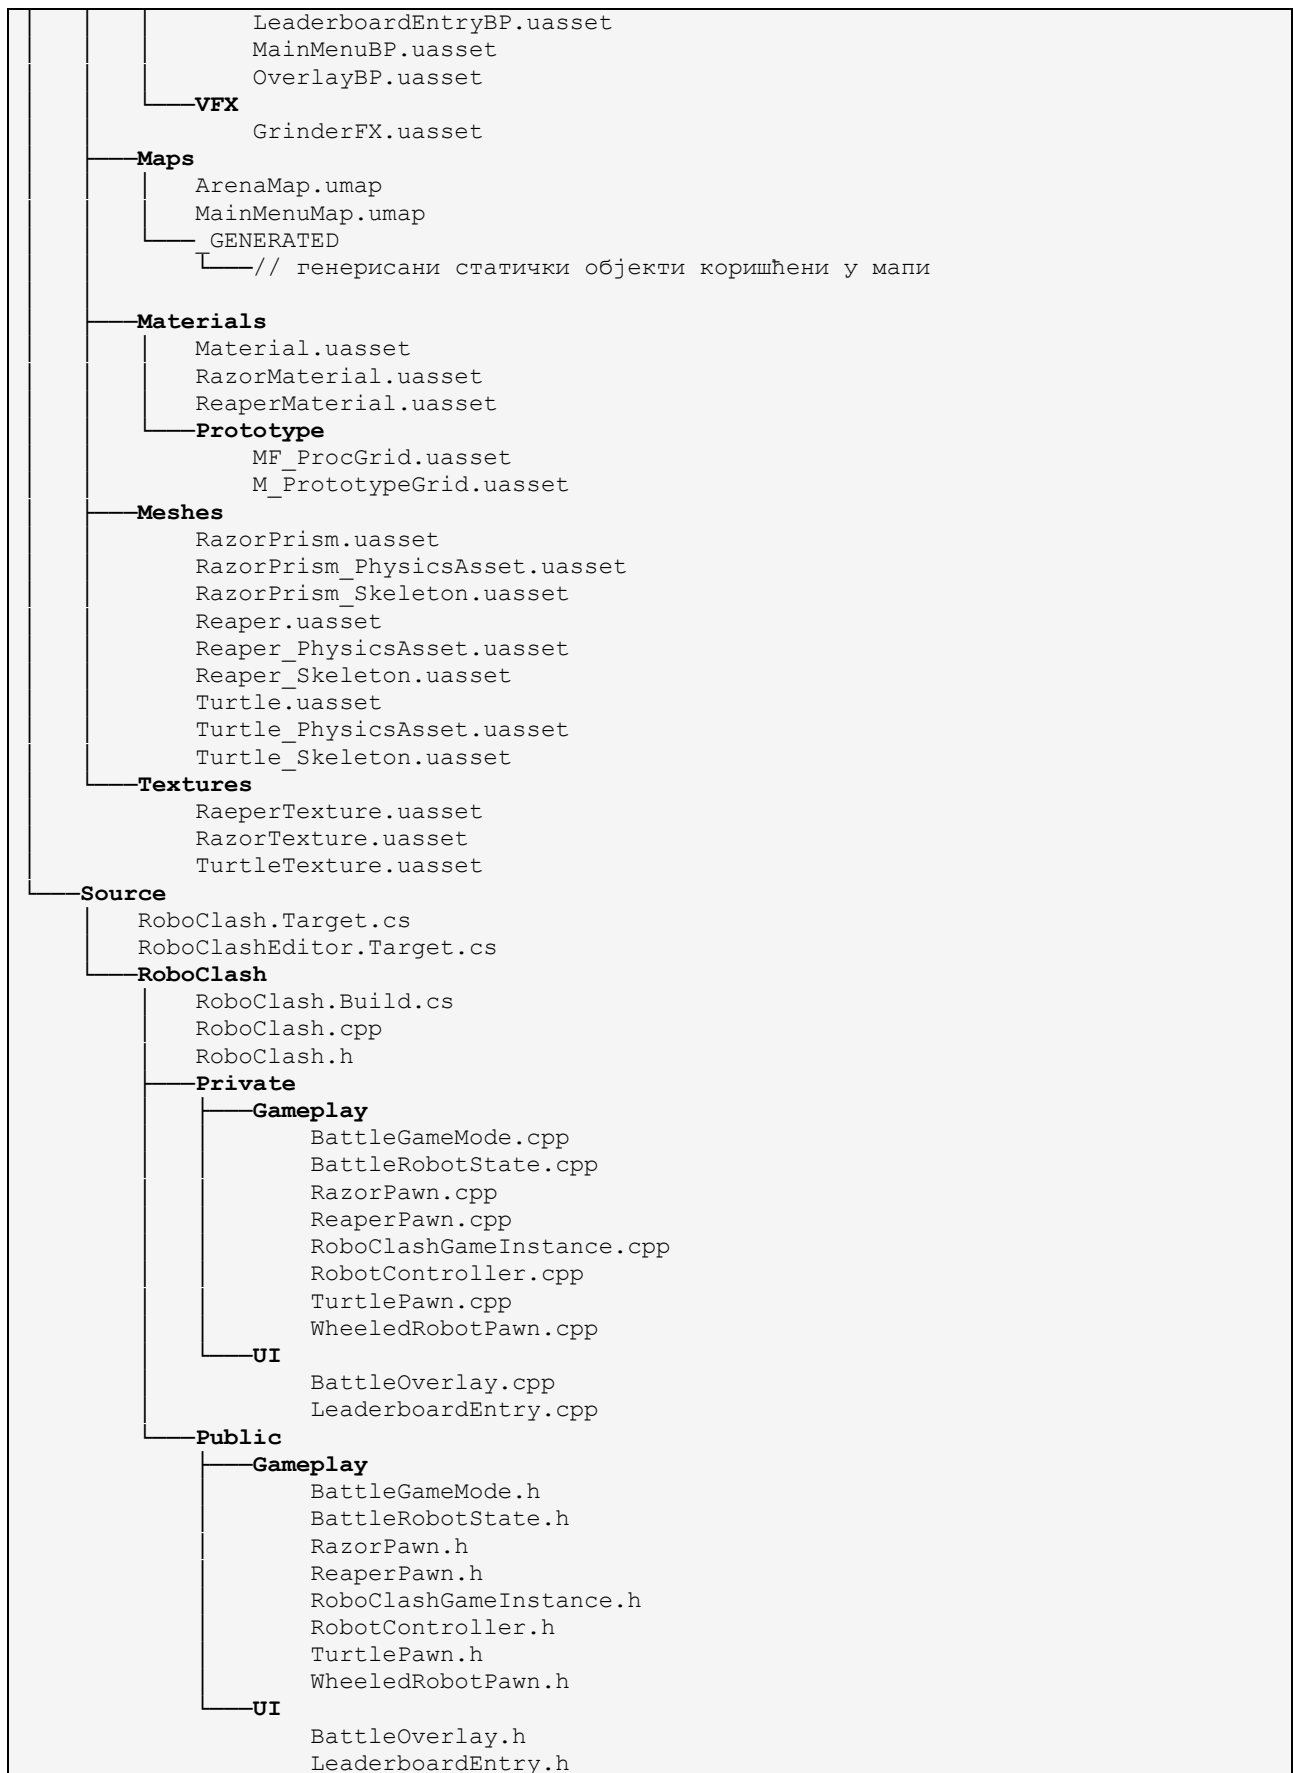 LeaderboardEntryBP.uasset
MainMenuBP.uasset
OverlayBP.uasset
VFX
GrinderFX.uasset
Maps
ArenaMap.umap
MainMenuMap.umap
_GENERATED
// генерисани статички објекти коришћени у мапи
Materials
Material.uasset
RazorMaterial.uasset
ReaperMaterial.uasset
Prototype
MF_ProcGrid.uasset
M_PrototypeGrid.uasset
Meshes
RazorPrism.uasset
RazorPrism_PhysicsAsset.uasset
RazorPrism_Skeleton.uasset
Reaper.uasset
Reaper_PhysicsAsset.uasset
Reaper_Skeleton.uasset
Turtle.uasset
Turtle_PhysicsAsset.uasset
Turtle_Skeleton.uasset
Textures
RaeperTexture.uasset
RazorTexture.uasset
TurtleTexture.uasset
Source
RoboClash.Target.cs
RoboClashEditor.Target.cs
RoboClash
RoboClash.Build.cs
RoboClash.cpp
RoboClash.h
Private
Gameplay
BattleGameMode.cpp
BattleRobotState.cpp
RazorPawn.cpp
ReaperPawn.cpp
RoboClashGameInstance.cpp
RobotController.cpp
TurtlePawn.cpp
WheeledRobotPawn.cpp
UI
BattleOverlay.cpp
LeaderboardEntry.cpp
Public
Gameplay
BattleGameMode.h
BattleRobotState.h
RazorPawn.h
ReaperPawn.h
RoboClashGameInstance.h
RobotController.h
TurtlePawn.h
WheeledRobotPawn.h
UI
BattleOverlay.h
LeaderboardEntry.h